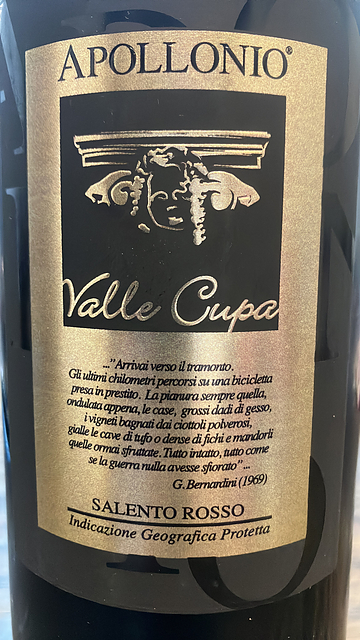 APOLLONIO®
Valle Cupa
..."Arrivai verso il tramonto.
Gli ultimi chilometri percorsi su una bicicletta
presa in prestito. La pianura sempre quella,
ondulata appena, le case, grossi dadi di gesso,
i vigneti bagnati dai ciottoli polverosi,
gialle le cave di tufo o dense di fichi e mandorli
quelle ormai sfruttate. Tutto intatto, tutto come
se la guerra nulla avesse sfiorato"...
G. Bernardini (1969)
SALENTO ROSSO
Indicazione Geografica Protetta